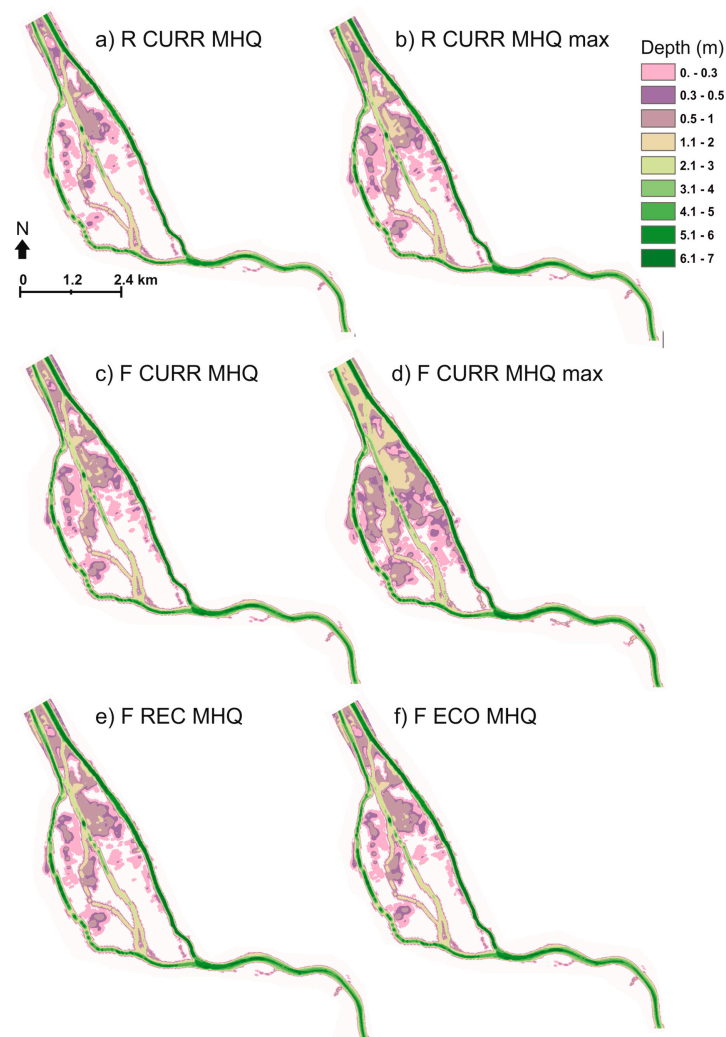 a) R CURR MHQ
b) R CURR MHQ max
Depth (m)
0. - 0.3
0.3 - 0.5
0.5 - 1
1.1 - 2
2.1 - 3
3.1 - 4
4.1 - 5
5.1 - 6
6.1 - 7
N
0 1.2 2.4 km
c) F CURR MHQ
d) F CURR MHQ max
e) F REC MHQ
f) F ECO MHQ